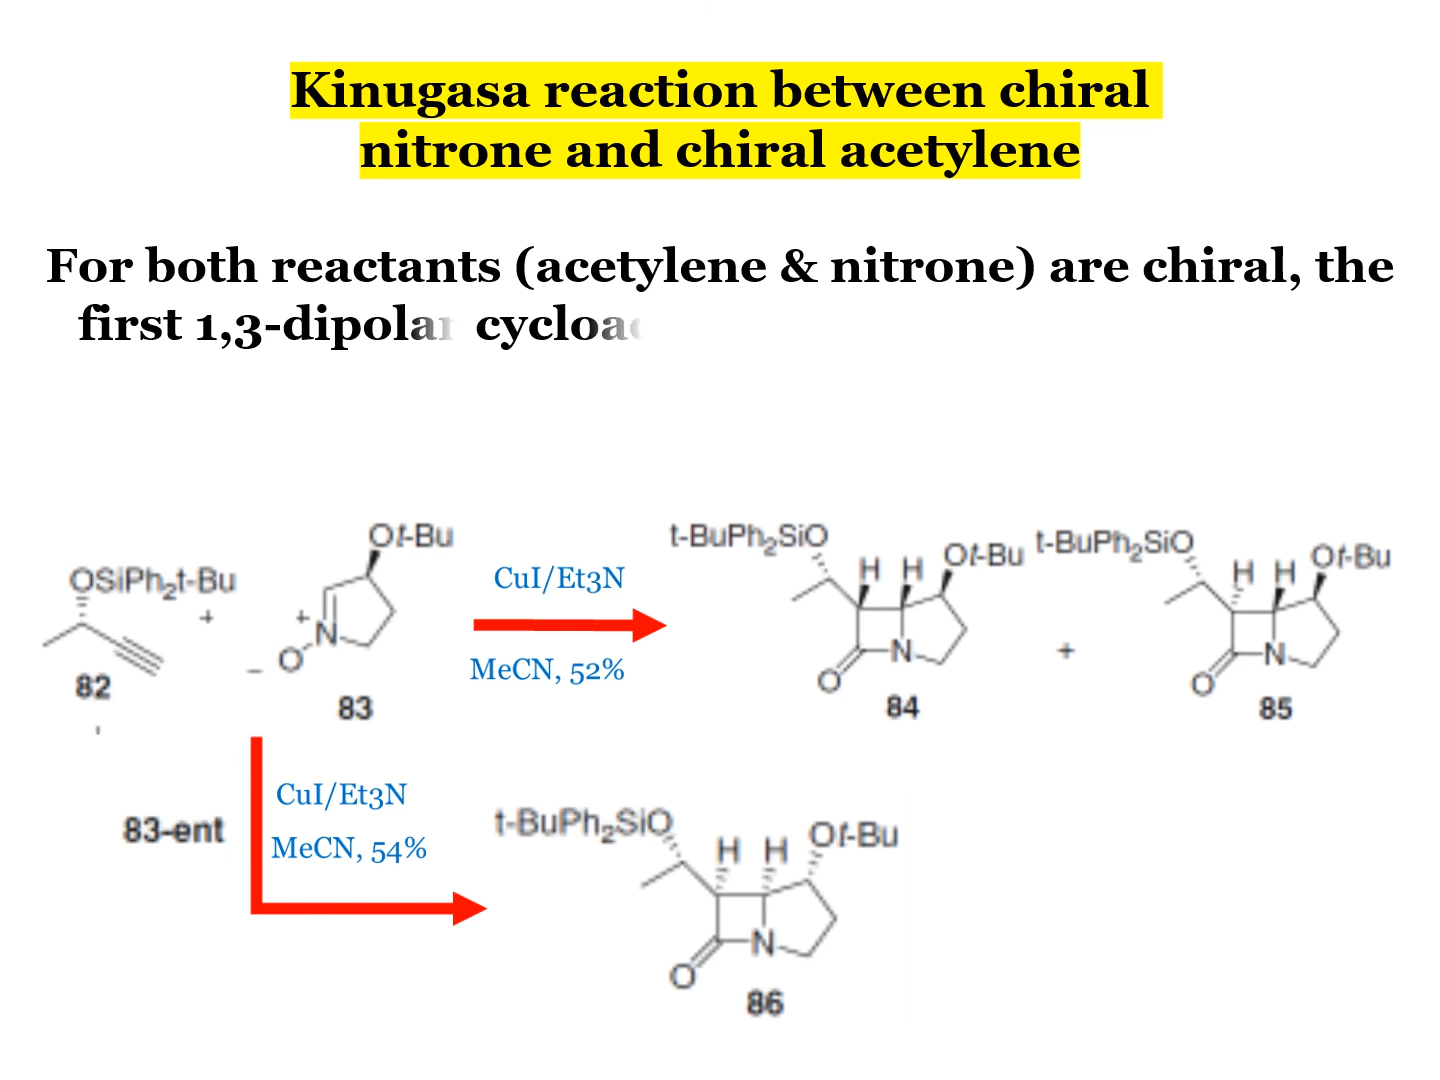 Kinugasa reaction between chiral
nitrone and chiral acetylene
For both reactants (acetylene & nitrone) are chiral, the
first 1,3-dipolar
OSiPh2t-Bu
+
82
Ot-Bu
+
N
O
−
83
CuI/Et3N
MeCN, 52%
t-BuPh2SiO
H H
Ot-Bu
N
O
84
+
t-BuPh2SiO
H H
Ot-Bu
N
O
85
83-ent
CuI/Et3N
MeCN, 54%
t-BuPh2SiO
H H
Ot-Bu
N
O
86